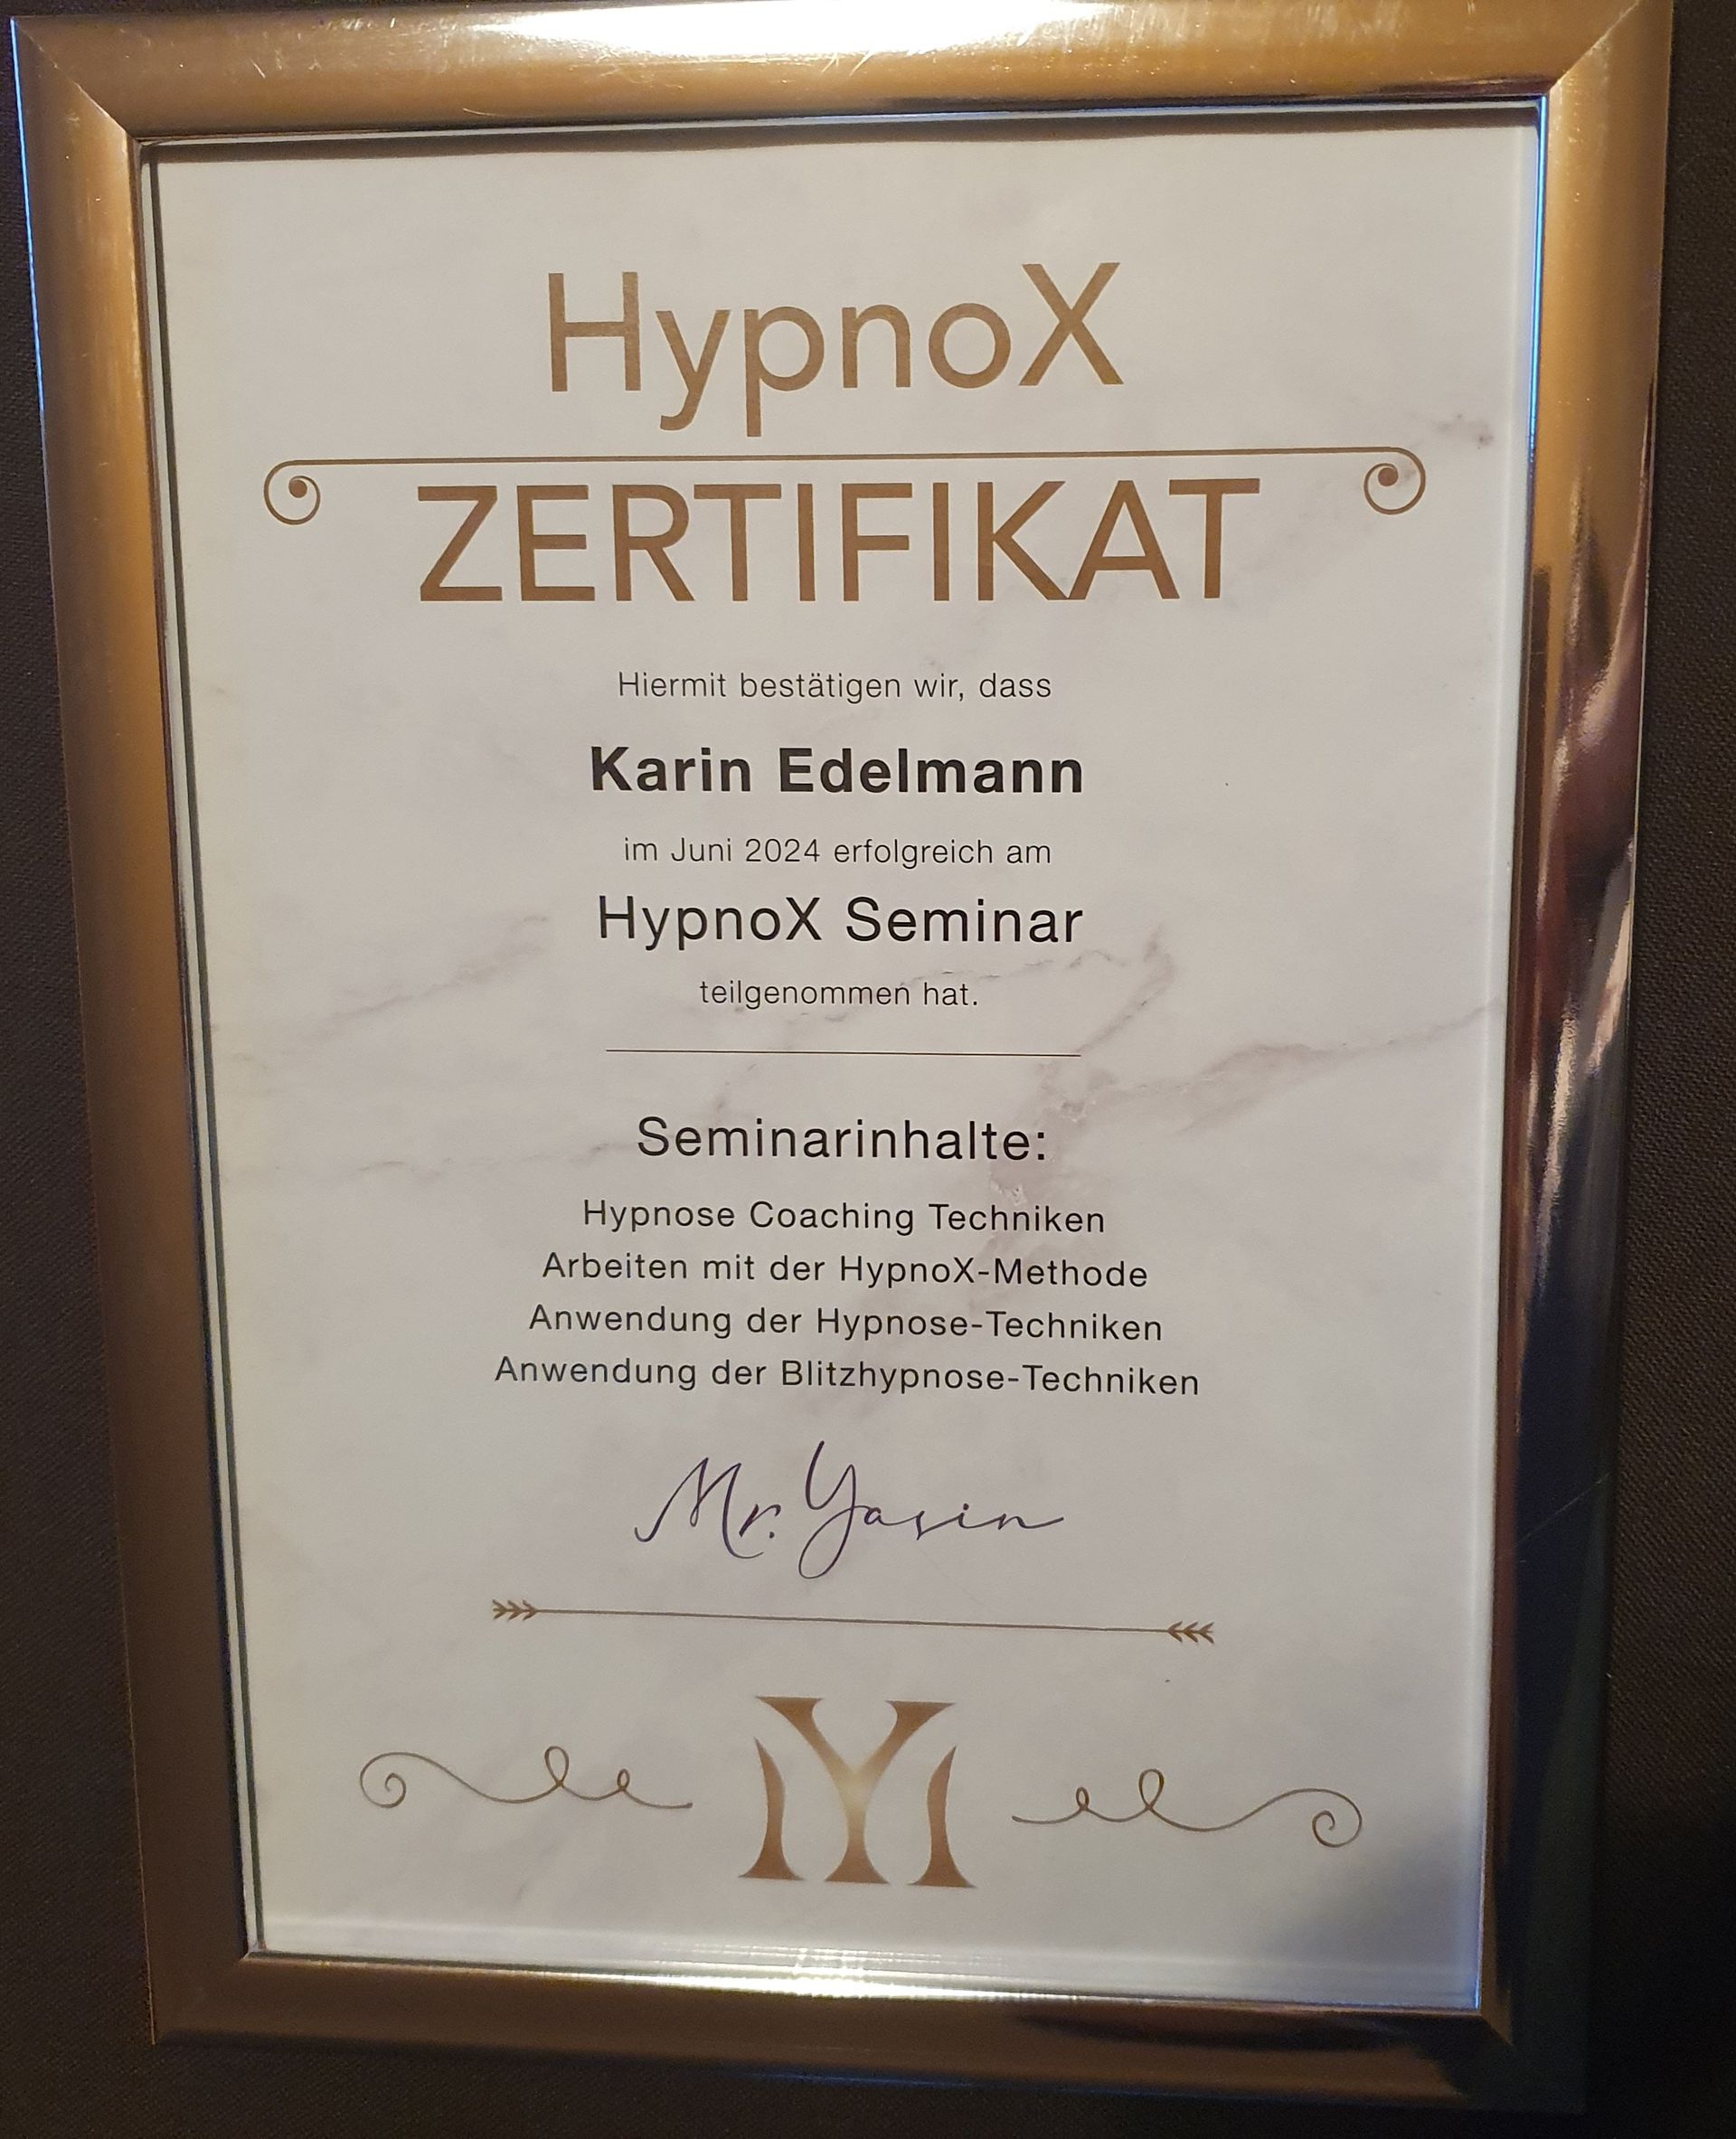 HypnoX
ZERTIFIKAT
Hiermit bestätigen wir, dass
Karin Edelmann
im Juni 2024 erfolgreich am
HypnoX Seminar
teilgenommen hat.
Seminarinhalte:
Hypnose Coaching Techniken
Arbeiten mit der HypnoX-Methode
Anwendung der Hypnose-Techniken
Anwendung der Blitzhypnose-Techniken
Mr. Yasin